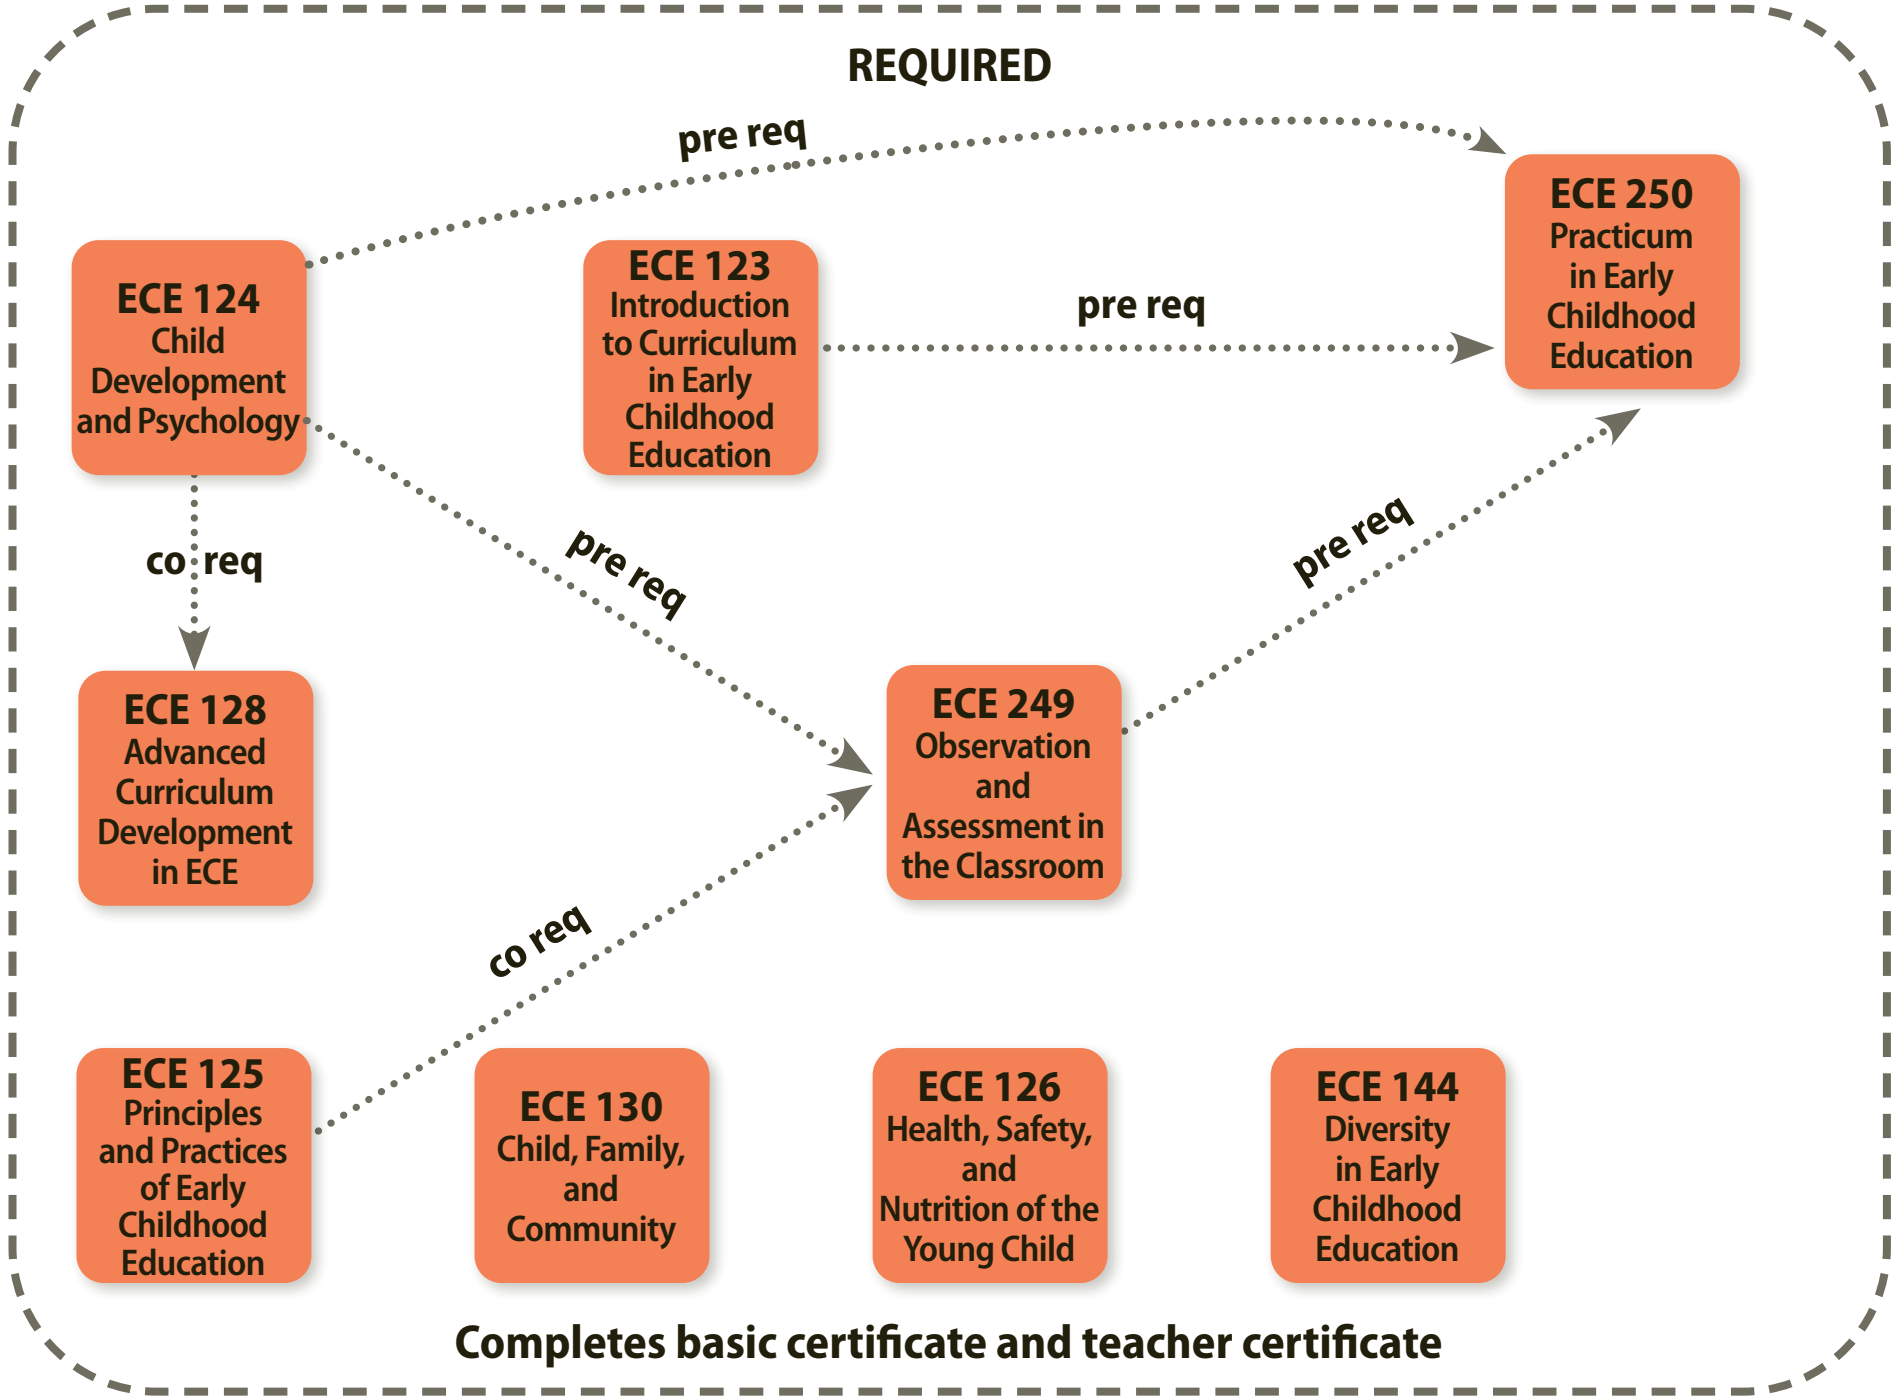 REQUIRED
pre req
ECE 250
Practicum
in Early
Childhood
Education
ECE 124
Child
Development
and Psychology
ECE 123
Introduction
to Curriculum
in Early
Childhood
Education
pre req
co req
pre req
pre req
ECE 128
Advanced
Curriculum
Development
in ECE
ECE 249
Observation
and
Assessment in
the Classroom
co req
ECE 125
Principles
and Practices
of Early
Childhood
Education
ECE 130
Child, Family,
and
Community
ECE 126
Health, Safety,
and
Nutrition of the
Young Child
ECE 144
Diversity
in Early
Childhood
Education
Completes basic certificate and teacher certificate